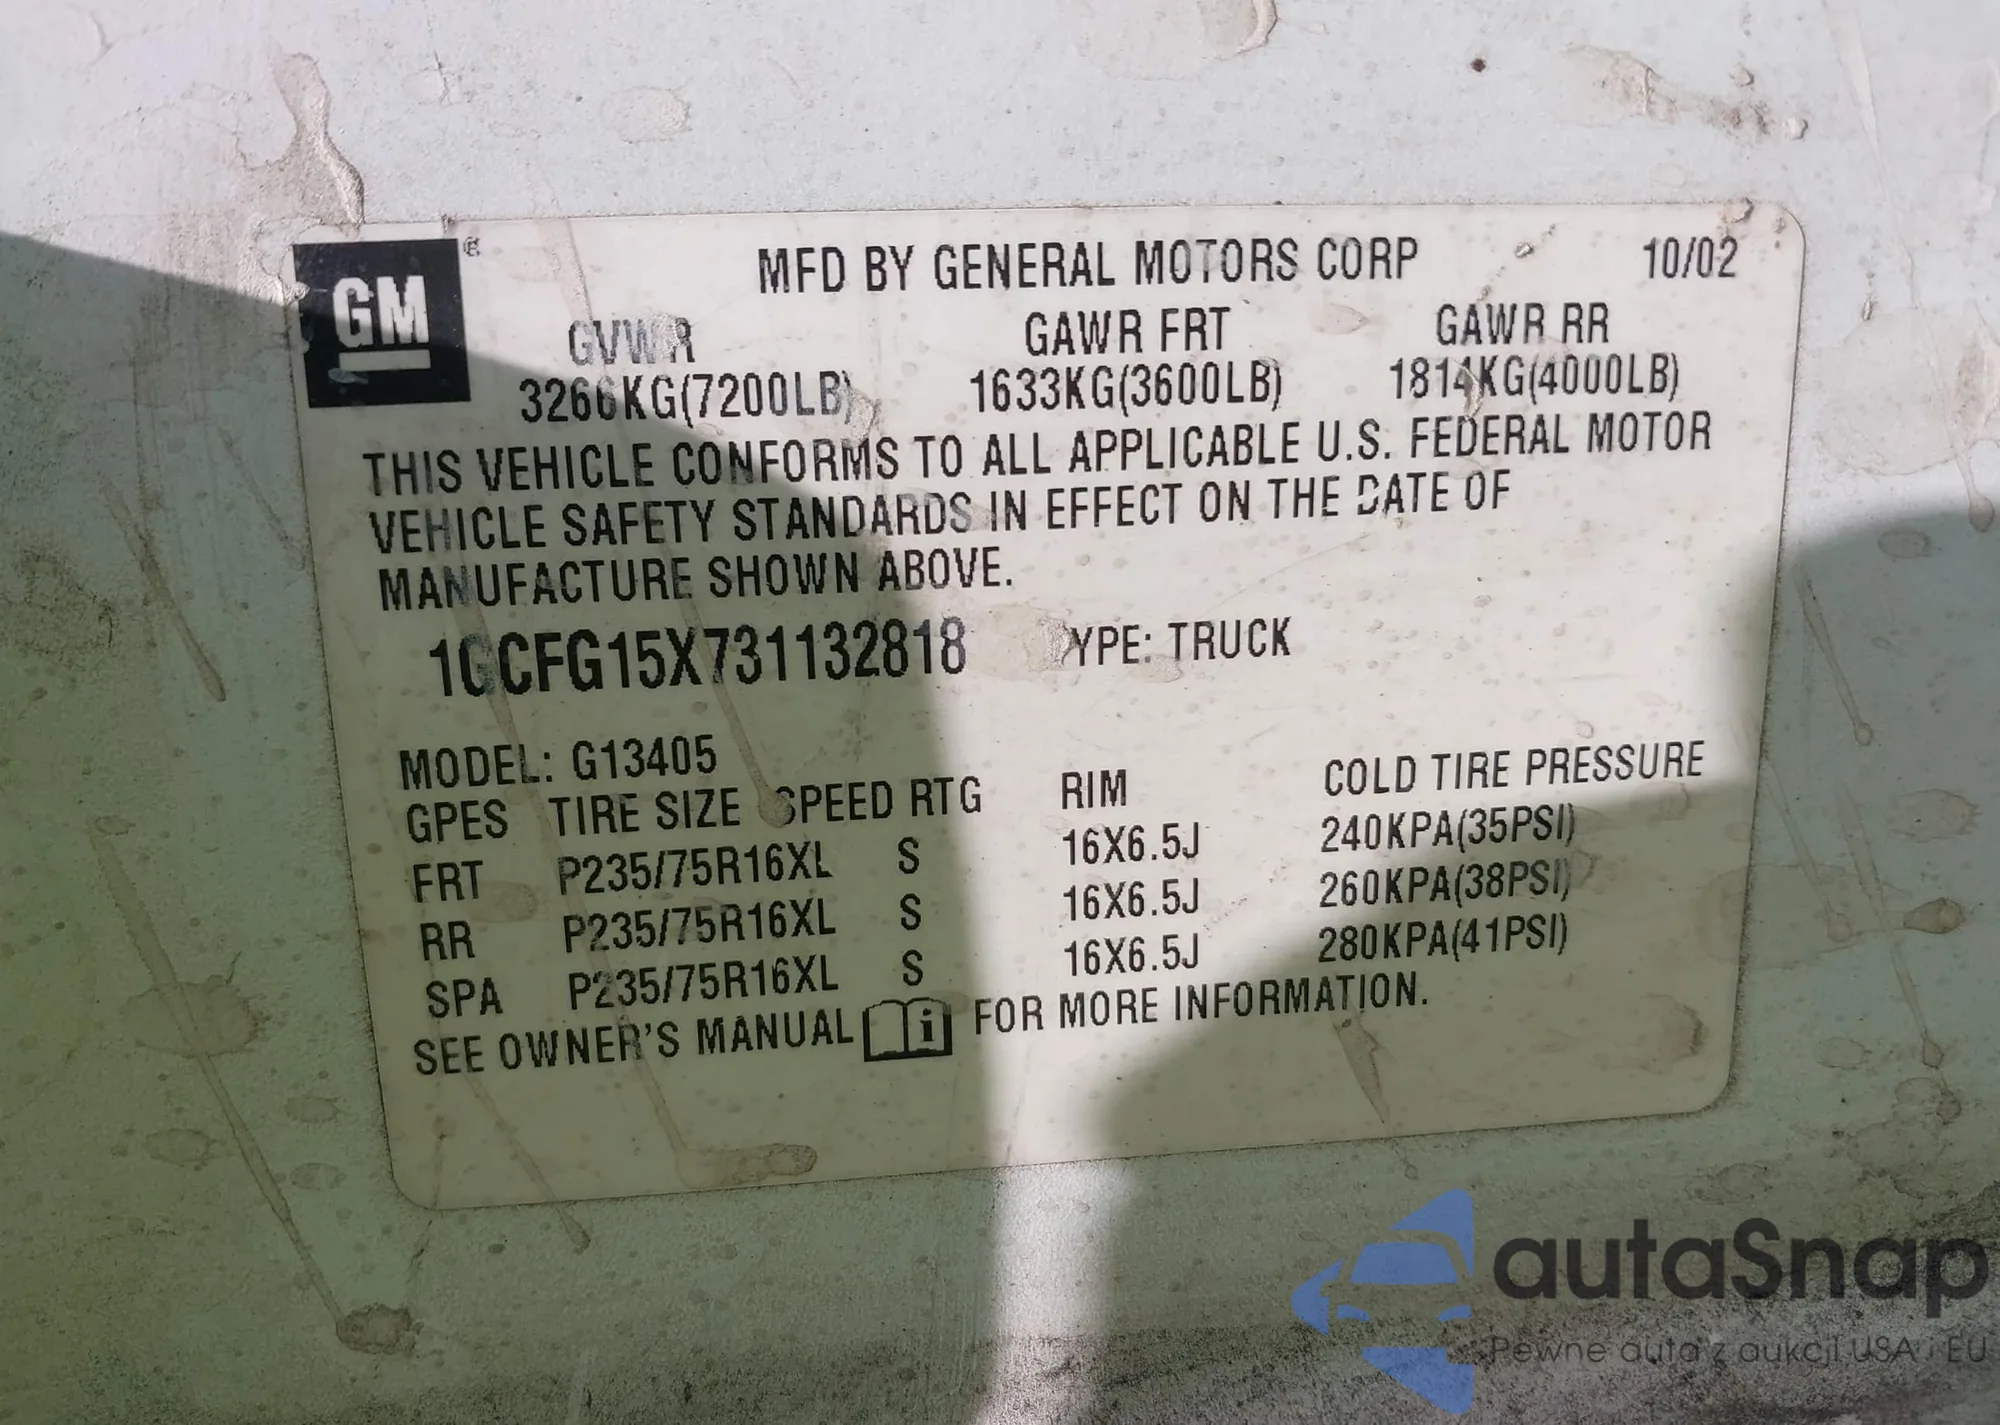 GM ®
MFD BY GENERAL MOTORS CORP 10/02
GVWR GAWR FRT GAWR RR
3266KG(7200LB) 1633KG(3600LB) 1814KG(4000LB)
THIS VEHICLE CONFORMS TO ALL APPLICABLE U.S. FEDERAL MOTOR
VEHICLE SAFETY STANDARDS IN EFFECT ON THE DATE OF
MANUFACTURE SHOWN ABOVE.
1GCFG15X731132818 TYPE: TRUCK
MODEL: G13405
GPES TIRE SIZE SPEED RTG RIM COLD TIRE PRESSURE
FRT P235/75R16XL S 16X6.5J 240KPA(35PSI)
RR P235/75R16XL S 16X6.5J 260KPA(38PSI)
SPA P235/75R16XL S 16X6.5J 280KPA(41PSI)
SEE OWNER'S MANUAL i FOR MORE INFORMATION.
autaSnap
Pewne auta z aukcji USA i EU